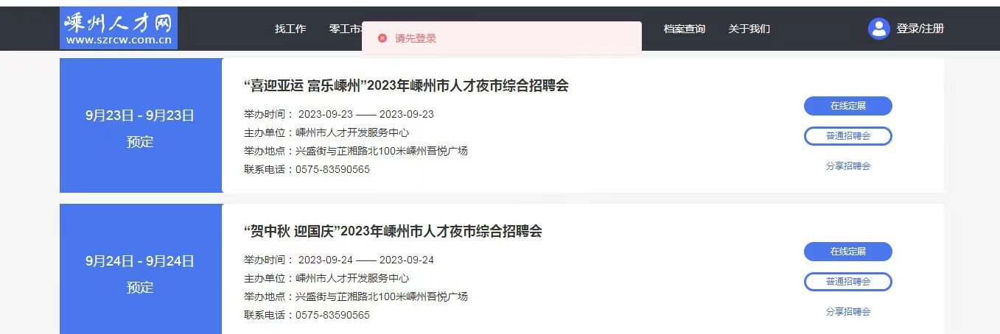 嵊州人才网
www.szrcw.com.cn
找工作 零工市 档案查询 关于我们 登录/注册
请先登录
“喜迎亚运 富乐嵊州”2023年嵊州市人才夜市综合招聘会
9月23日 - 9月23日
预定
举办时间： 2023-09-23 —— 2023-09-23
主办单位：嵊州市人才开发服务中心
举办地点：兴盛街与芷湘路北100米嵊州吾悦广场
联系电话：0575-83590565
在线定展
普通招聘会
分享招聘会
“贺中秋 迎国庆”2023年嵊州市人才夜市综合招聘会
9月24日 - 9月24日
预定
举办时间： 2023-09-24 —— 2023-09-24
主办单位：嵊州市人才开发服务中心
举办地点：兴盛街与芷湘路北100米嵊州吾悦广场
联系电话：0575-83590565
在线定展
普通招聘会
分享招聘会